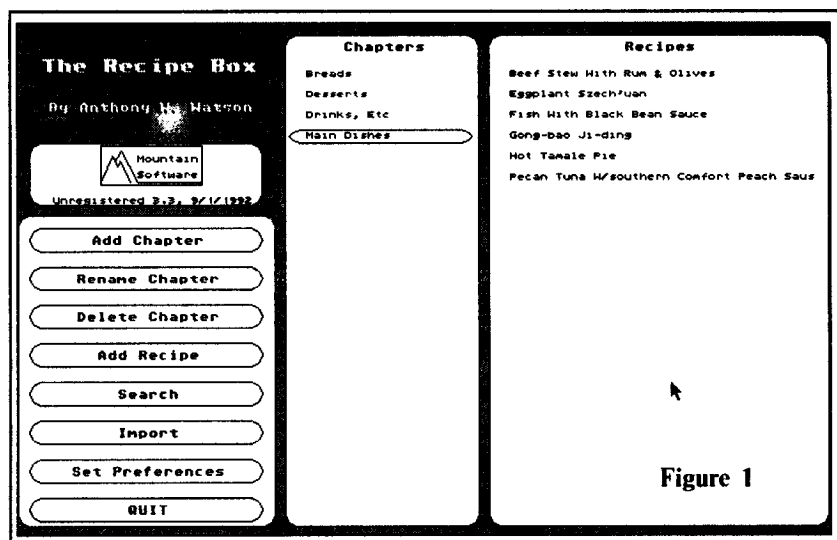 The Recipe Box
By Anthony W. Watson
Mountain
Software
Unregistered 3.3, 9/1/1992
Add Chapter
Rename Chapter
Delete Chapter
Add Recipe
Search
Import
Set Preferences
QUIT
Chapters
Breads
Desserts
Drinks, Etc
Main Dishes
Recipes
Beef Stew With Rum & Olives
Eggplant Szech'uan
Fish With Black Bean Sauce
Gong-bao Ji-ding
Hot Tamale Pie
Pecan Tuna W/southern Comfort Peach Saus
Figure 1